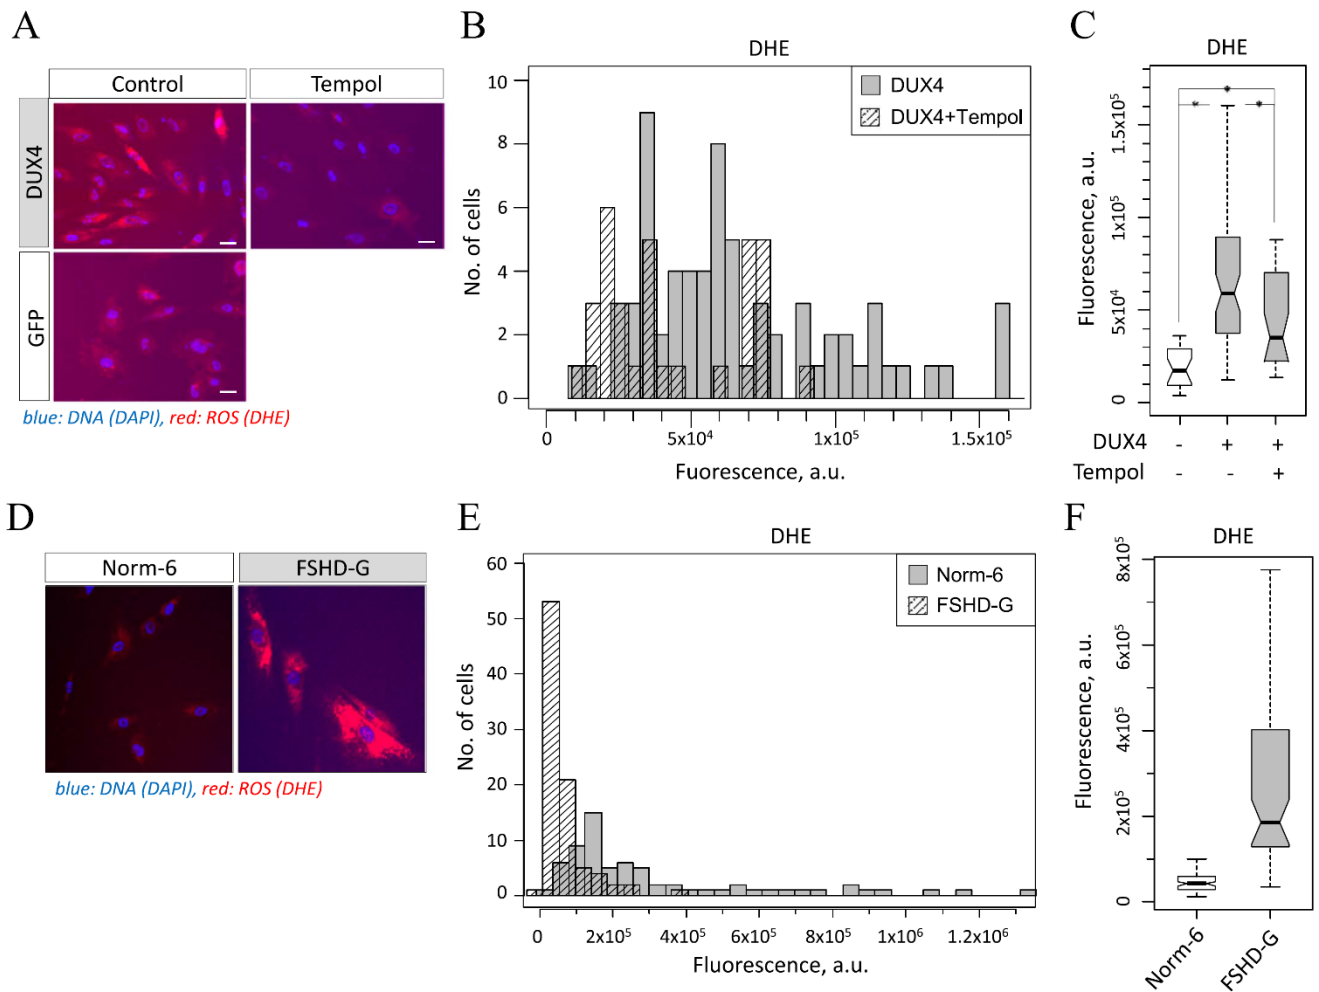 A
Control
Tempol
DUX4
GFP
blue: DNA (DAPI), red: ROS (DHE)
B
DHE
DUX4
DUX4+Tempol
No. of cells
10
8
6
4
2
0
0
5x10⁴
1x10⁵
1.5x10⁵
Fuorescence, a.u.
C
DHE
Fluorescence, a.u.
1.5x10⁵
1x10⁵
5x10⁴
0
* * *
DUX4 - + +
Tempol - - +
D
Norm-6
FSHD-G
blue: DNA (DAPI), red: ROS (DHE)
E
DHE
Norm-6
FSHD-G
No. of cells
60
50
40
30
20
10
0
0
2x10⁵
4x10⁵
6x10⁵
8x10⁵
1x10⁶
1.2x10⁶
Fluorescence, a.u.
F
DHE
Fluorescence, a.u.
8x10⁵
6x10⁵
4x10⁵
2x10⁵
0
Norm-6
FSHD-G